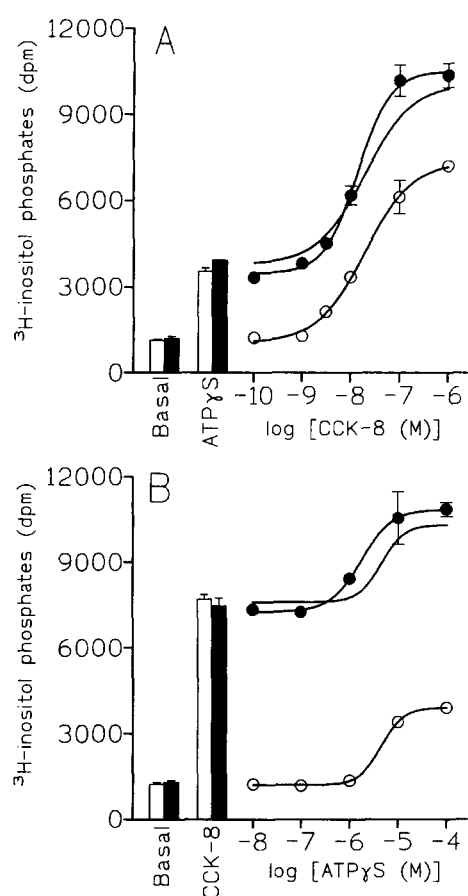 A
³H-inositol phosphates (dpm)
12000
9000
6000
3000
0
Basal
ATPγS
-10 -9 -8 -7 -6
log [CCK-8 (M)]
B
³H-inositol phosphates (dpm)
12000
9000
6000
3000
0
Basal
CCK-8
-8 -7 -6 -5 -4
log [ATPγS (M)]